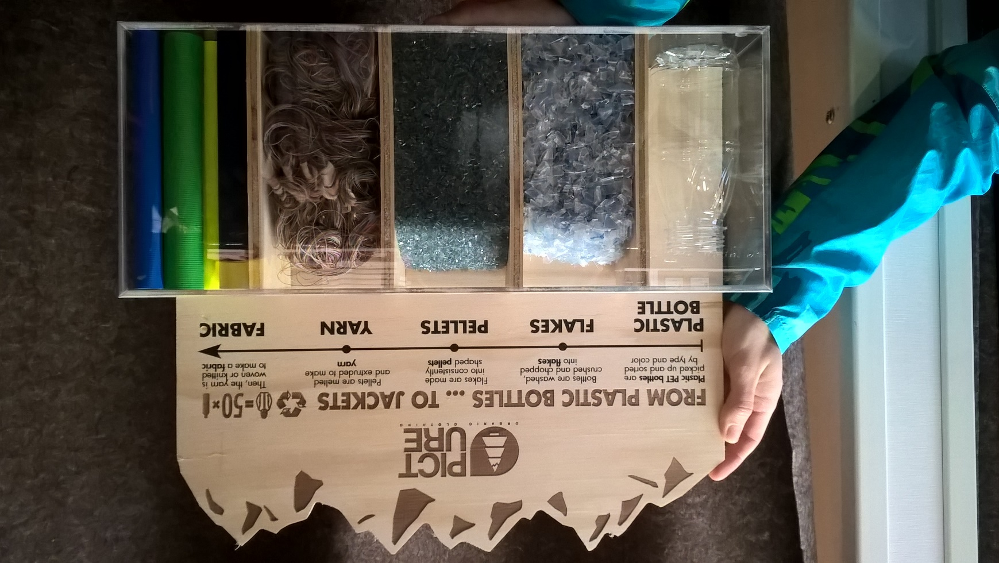 PICT
URE
ORGANIC CLOTHING
FROM PLASTIC BOTTLES ... TO JACKETS
=50×
Plastic PET bottles are
picked up and sorted
by type and color
Bottles are washed,
crushed and chopped
into flakes
Flakes are made
into consistently
shaped pellets
Pellets are melted
and extruded to make
yarn
Then, the yarn is
woven or knitted
to make a fabric
PLASTIC
BOTTLE
FLAKES
PELLETS
YARN
FABRIC